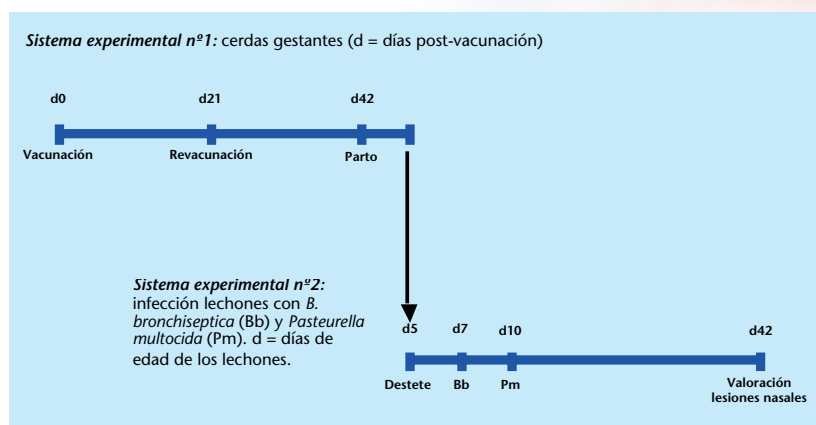 Sistema experimental nº1: cerdas gestantes (d = días post-vacunación)
d0 d21 d42
Vacunación Revacunación Parto
Sistema experimental nº2:
infección lechones con B.
bronchiseptica (Bb) y Pasteurella
multocida (Pm). d = días de
edad de los lechones.
d5 d7 d10 d42
Destete Bb Pm Valoración
lesiones nasales